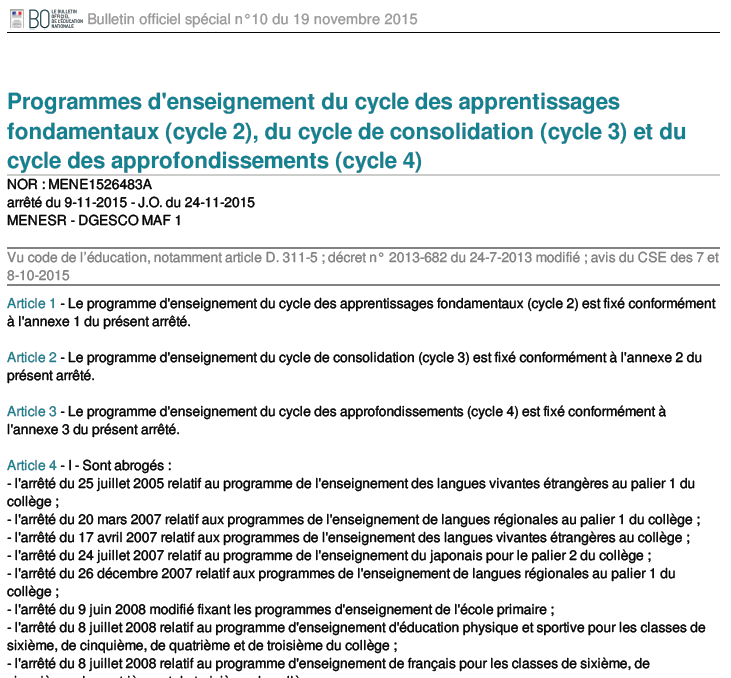 BO LE BULLETIN
OFFICIEL
DE L'ÉDUCATION
NATIONALE
Bulletin officiel spécial n°10 du 19 novembre 2015
Programmes d'enseignement du cycle des apprentissages
fondamentaux (cycle 2), du cycle de consolidation (cycle 3) et du
cycle des approfondissements (cycle 4)
NOR : MENE1526483A
arrêté du 9-11-2015 - J.O. du 24-11-2015
MENESR - DGESCO MAF 1
Vu code de l'éducation, notamment article D. 311-5 ; décret n° 2013-682 du 24-7-2013 modifié ; avis du CSE des 7 et
8-10-2015
Article 1 - Le programme d'enseignement du cycle des apprentissages fondamentaux (cycle 2) est fixé conformément
à l'annexe 1 du présent arrêté.
Article 2 - Le programme d'enseignement du cycle de consolidation (cycle 3) est fixé conformément à l'annexe 2 du
présent arrêté.
Article 3 - Le programme d'enseignement du cycle des approfondissements (cycle 4) est fixé conformément à
l'annexe 3 du présent arrêté.
Article 4 - I - Sont abrogés :
- l'arrêté du 25 juillet 2005 relatif au programme de l'enseignement des langues vivantes étrangères au palier 1 du
collège ;
- l'arrêté du 20 mars 2007 relatif aux programmes de l'enseignement de langues régionales au palier 1 du collège ;
- l'arrêté du 17 avril 2007 relatif aux programmes de l'enseignement des langues vivantes étrangères au collège ;
- l'arrêté du 24 juillet 2007 relatif au programme de l'enseignement du japonais pour le palier 2 du collège ;
- l'arrêté du 26 décembre 2007 relatif aux programmes de l'enseignement de langues régionales au palier 1 du
collège ;
- l'arrêté du 9 juin 2008 modifié fixant les programmes d'enseignement de l'école primaire ;
- l'arrêté du 8 juillet 2008 relatif au programme d'enseignement d'éducation physique et sportive pour les classes de
sixième, de cinquième, de quatrième et de troisième du collège ;
- l'arrêté du 8 juillet 2008 relatif au programme d'enseignement de français pour les classes de sixième, de